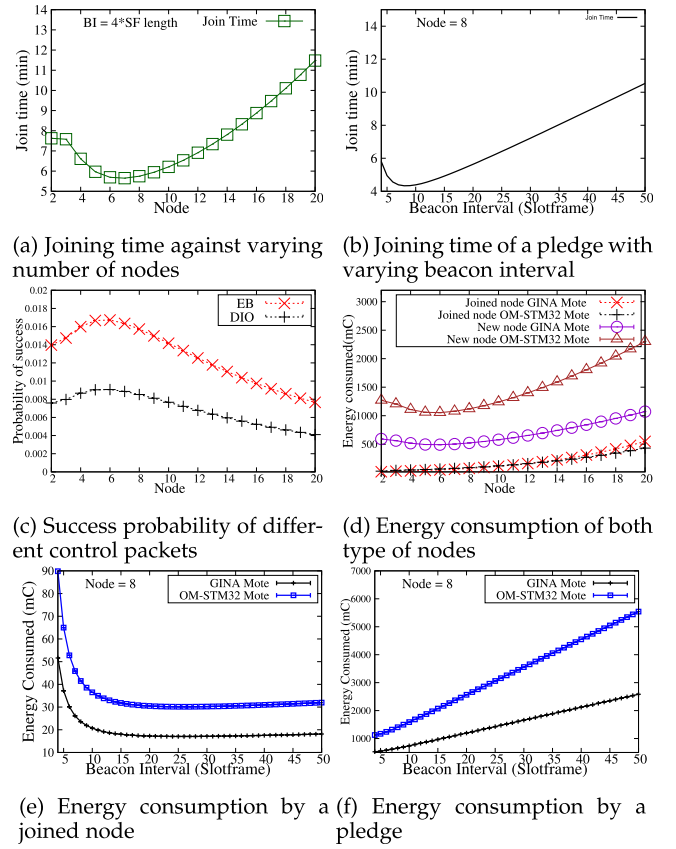 BI = 4*SF length
Join Time
Join time (min)
14
13
12
11
10
9
8
7
6
5
2 4 6 8 10 12 14 16 18 20
Node
Node = 8
Join Time
Join time (min)
14
12
10
8
6
4
5 10 15 20 25 30 35 40 45 50
Beacon Interval (Slotframe)
(a) Joining time against varying
number of nodes
(b) Joining time of a pledge with
varying beacon interval
EB
DIO
Probability of success
0.02
0.018
0.016
0.014
0.012
0.01
0.008
0.006
0.004
0.002
0
2 4 6 8 10 12 14 16 18 20
Node
Joined node GINA Mote
Joined node OM-STM32 Mote
New node GINA Mote
New node OM-STM32 Mote
Energy consumed(mC)
3000
2500
2000
1500
1000
500
2 3 4 5 6 7 8 9 10 11 12 13 14 15 16 17 18 19 20
Node
(c) Success probability of differ-
ent control packets
(d) Energy consumption of both
type of nodes
Node = 8
GINA Mote
OM-STM32 Mote
Energy Consumed (mC)
90
80
70
60
50
40
30
20
10
5 10 15 20 25 30 35 40 45 50
Beacon Interval (Slotframe)
Node = 8
GINA Mote
OM-STM32 Mote
Energy Consumed (mC)
7000
6000
5000
4000
3000
2000
1000
5 10 15 20 25 30 35 40 45 50
Beacon Interval (Slotframe)
(e) Energy consumption by a
joined node
(f) Energy consumption by a
pledge